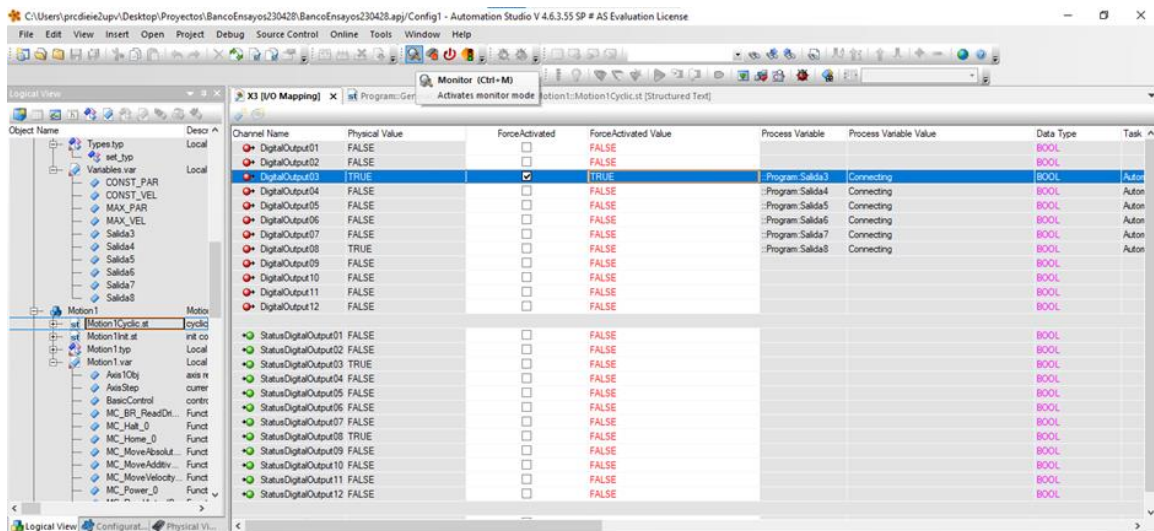 C:\Users\prcdieie2upv\Desktop\Proyectos\BancoEnsayos230428\BancoEnsayos230428.apj/Config1 - Automation Studio V 4.6.3.55 SP # AS Evaluation License
File Edit View Insert Open Project Debug Source Control Online Tools Window Help
Monitor (Ctrl+M)
Activates monitor mode
Logical View
X3 [I/O Mapping] Program::Ger otion1::Motion1Cyclic.st [Structured Text]
Object Name Descr
Types.typ Local
set_typ
Variables.var Local
CONST_PAR
CONST_VEL
MAX_PAR
MAX_VEL
Salida3
Salida4
Salida5
Salida6
Salida7
Salida8
Motion1 Motio
st Motion1Cyclic.st cyclic
st Motion1Init.st init co
Motion1.typ Local
Motion1.var Local
Axis1Obj axis re
AxisStep currer
BasicControl contro
MC_BR_ReadDri... Funct
MC_Halt_0 Funct
MC_Home_0 Funct
MC_MoveAbsolut... Funct
MC_MoveAdditiv... Funct
MC_MoveVelocity... Funct
MC_Power_0 Funct
Logical View Configurat... Physical Vi...
Channel Name Physical Value ForceActivated ForceActivated Value Process Variable Process Variable Value Data Type Task
DigitalOutput01 FALSE FALSE BOOL
DigitalOutput02 FALSE FALSE BOOL
DigitalOutput03 TRUE TRUE ::Program:Salida3 Connecting BOOL Autom
DigitalOutput04 FALSE FALSE ::Program:Salida4 Connecting BOOL Autom
DigitalOutput05 FALSE FALSE ::Program:Salida5 Connecting BOOL Autom
DigitalOutput06 FALSE FALSE ::Program:Salida6 Connecting BOOL Autom
DigitalOutput07 FALSE FALSE ::Program:Salida7 Connecting BOOL Autom
DigitalOutput08 TRUE FALSE ::Program:Salida8 Connecting BOOL Autom
DigitalOutput09 FALSE FALSE BOOL
DigitalOutput10 FALSE FALSE BOOL
DigitalOutput11 FALSE FALSE BOOL
DigitalOutput12 FALSE FALSE BOOL
StatusDigitalOutput01 FALSE FALSE BOOL
StatusDigitalOutput02 FALSE FALSE BOOL
StatusDigitalOutput03 TRUE FALSE BOOL
StatusDigitalOutput04 FALSE FALSE BOOL
StatusDigitalOutput05 FALSE FALSE BOOL
StatusDigitalOutput06 FALSE FALSE BOOL
StatusDigitalOutput07 FALSE FALSE BOOL
StatusDigitalOutput08 TRUE FALSE BOOL
StatusDigitalOutput09 FALSE FALSE BOOL
StatusDigitalOutput10 FALSE FALSE BOOL
StatusDigitalOutput11 FALSE FALSE BOOL
StatusDigitalOutput12 FALSE FALSE BOOL